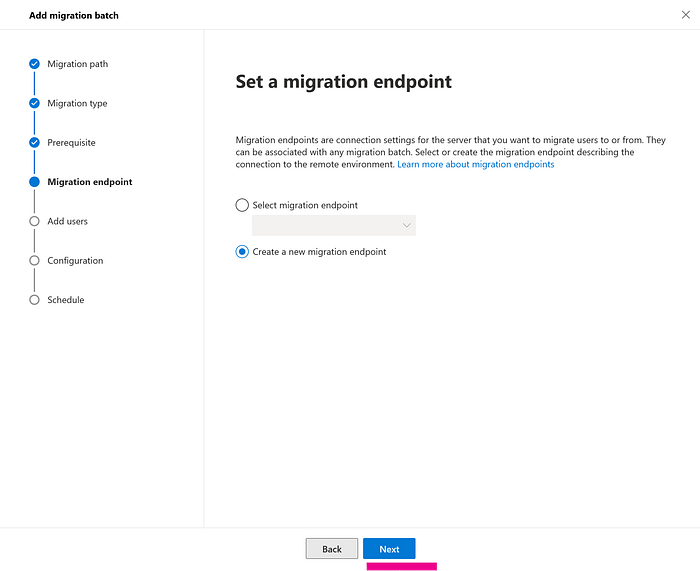 Add migration batch
Migration path
Migration type
Prerequisite
Migration endpoint
Add users
Configuration
Schedule
Set a migration endpoint
Migration endpoints are connection settings for the server that you want to migrate users to or from. They
can be associated with any migration batch. Select or create the migration endpoint describing the
connection to the remote environment. Learn more about migration endpoints
Select migration endpoint
Create a new migration endpoint
Back
Next